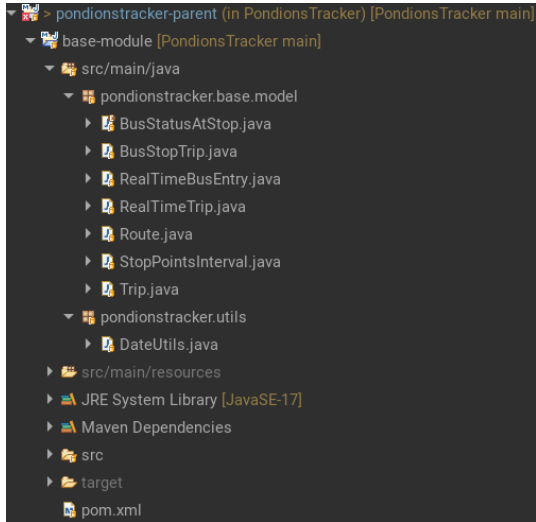 > pondionstracker-parent (in PondionsTracker) [PondionsTracker main]
base-module [PondionsTracker main]
src/main/java
pondionstracker.base.model
BusStatusAtStop.java
BusStopTrip.java
RealTimeBusEntry.java
RealTimeTrip.java
Route.java
StopPointsInterval.java
Trip.java
pondionstracker.utils
DateUtils.java
src/main/resources
JRE System Library [JavaSE-17]
Maven Dependencies
src
target
pom.xml